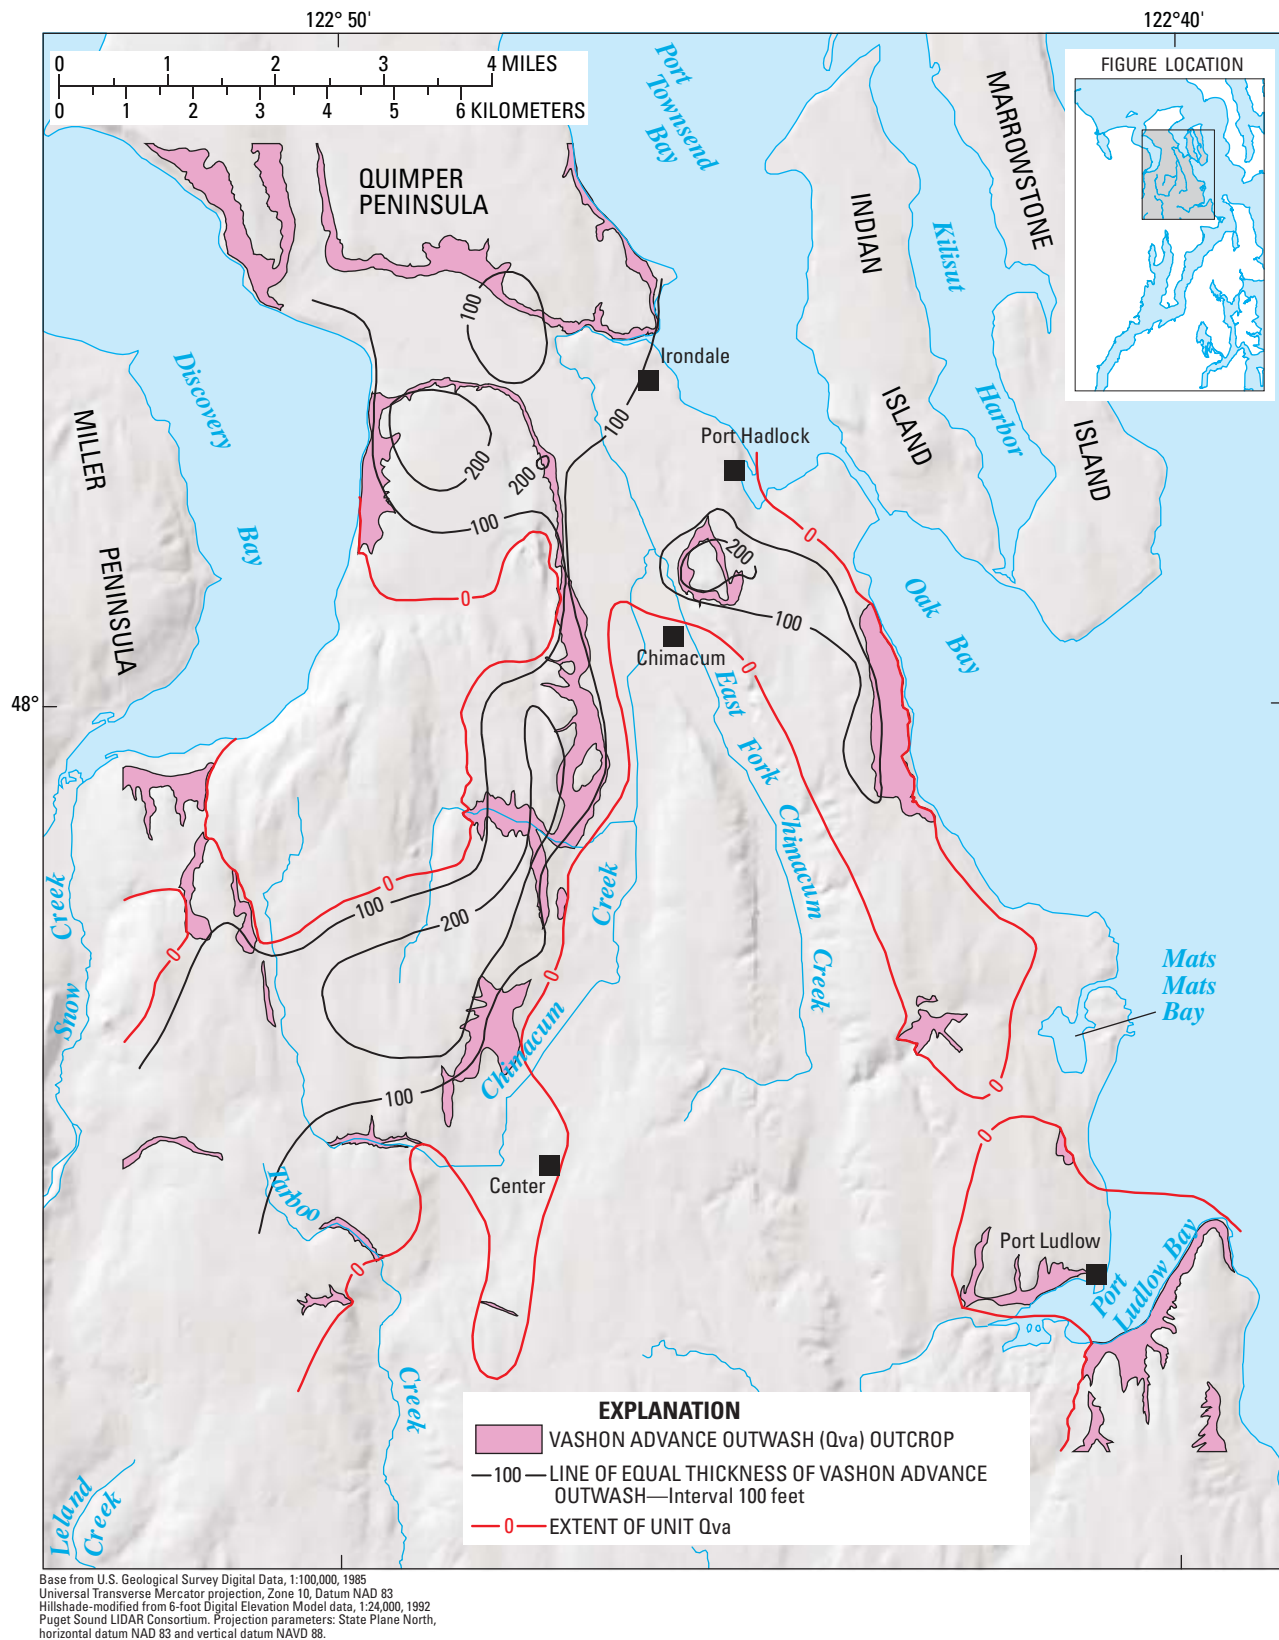 122° 50'
122° 40'
0 1 2 3 4 MILES
0 1 2 3 4 5 6 KILOMETERS
FIGURE LOCATION
Port
Townsend
Bay
MARROWSTONE
QUIMPER
PENINSULA
INDIAN
Kilisut
100
Irondale
Discovery
Harbor
ISLAND
ISLAND
MILLER
100
Port Hadlock
200
200
100
0
Bay
200
PENINSULA
0
Oak
Bay
100
Chimacum
0
East
48°
Fork
Chimacum
Creek
0
100
200
Creek
Creek
0
0
Mats
Mats
Bay
Snow
Chimacum
0
100
0
Center
Tarboo
Port Ludlow
0
Port
Ludlow Bay
Creek
EXPLANATION
VASHON ADVANCE OUTWASH (Qva) OUTCROP
100 LINE OF EQUAL THICKNESS OF VASHON ADVANCE
OUTWASH—Interval 100 feet
0 EXTENT OF UNIT Qva
Leland
Creek
Base from U.S. Geological Survey Digital Data, 1:100,000, 1985
Universal Transverse Mercator projection, Zone 10, Datum NAD 83
Hillshade-modified from 6-foot Digital Elevation Model data, 1:24,000, 1992
Puget Sound LIDAR Consortium. Projection parameters: State Plane North,
horizontal datum NAD 83 and vertical datum NAVD 88.